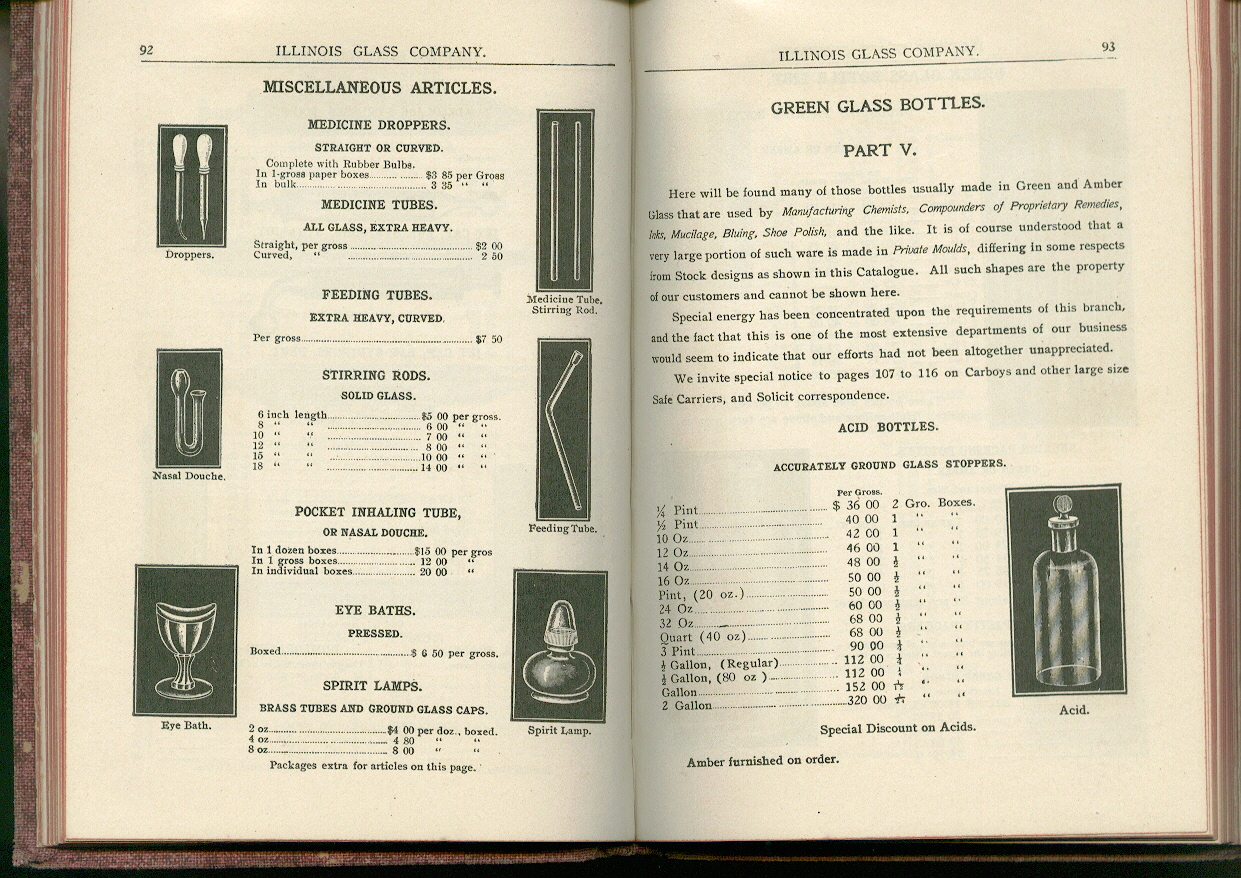 92
ILLINOIS GLASS COMPANY.
MISCELLANEOUS ARTICLES.
MEDICINE DROPPERS.
STRAIGHT OR CURVED.
Complete with Rubber Bulbs.
In 1-gross paper boxes.................. $3 85 per Gross
In bulk.................................... 3 35 “ “
Droppers.
MEDICINE TUBES.
ALL GLASS, EXTRA HEAVY.
Straight, per gross ................................ $2 00
Curved, “ ................................ 2 50
Medicine Tube.
Stirring Rod.
FEEDING TUBES.
EXTRA HEAVY, CURVED.
Per gross............................................. $7 50
STIRRING RODS.
SOLID GLASS.
6 inch length........................$5 00 per gross.
8 “ “ ........................ 6 00 “ “
10 “ “ ........................ 7 00 “ “
12 “ “ ........................ 8 00 “ “
15 “ “ ........................10 00 “ “
18 “ “ ........................14 00 “ “
Nasal Douche.
Feeding Tube.
POCKET INHALING TUBE,
OR NASAL DOUCHE.
In 1 dozen boxes...................$15 00 per gros
In 1 gross boxes.................... 12 00 “
In individual boxes................ 20 00 “
EYE BATHS.
PRESSED.
Boxed.....................................$ 6 50 per gross.
SPIRIT LAMPS.
BRASS TUBES AND GROUND GLASS CAPS.
2 oz..............................$4 00 per doz., boxed.
4 oz.............................. 4 80 “ “
8 oz.............................. 8 00 “ “
Eye Bath.
Spirit Lamp.
Packages extra for articles on this page.
ILLINOIS GLASS COMPANY.
93
GREEN GLASS BOTTLES.
PART V.
Here will be found many of those bottles usually made in Green and Amber
Glass that are used by Manufacturing Chemists, Compounders of Proprietary Remedies,
Inks, Mucilage, Bluing, Shoe Polish, and the like. It is of course understood that a
very large portion of such ware is made in Private Moulds, differing in some respects
from Stock designs as shown in this Catalogue. All such shapes are the property
of our customers and cannot be shown here.
Special energy has been concentrated upon the requirements of this branch,
and the fact that this is one of the most extensive departments of our business
would seem to indicate that our efforts had not been altogether unappreciated.
We invite special notice to pages 107 to 116 on Carboys and other large size
Safe Carriers, and Solicit correspondence.
ACID BOTTLES.
ACCURATELY GROUND GLASS STOPPERS.
Per Gross.
¼ Pint.............................. $ 36 00 2 Gro. Boxes.
½ Pint.............................. 40 00 1 “ “
10 Oz.............................. 42 00 1 “ “
12 Oz.............................. 46 00 1 “ “
14 Oz.............................. 48 00 ½ “ “
16 Oz.............................. 50 00 ½ “ “
Pint, (20 oz.).................... 50 00 ½ “ “
24 Oz.............................. 60 00 ½ “ “
32 Oz.............................. 68 00 ½ “ “
Quart (40 oz).................... 68 00 ½ “ “
3 Pint.............................. 90 00 “ “
½ Gallon, (Regular).............. 112 00 “ “
½ Gallon, (80 oz )................ 112 00 “ “
Gallon.............................. 152 00 “ “
2 Gallon............................320 00
Acid.
Special Discount on Acids.
Amber furnished on order.